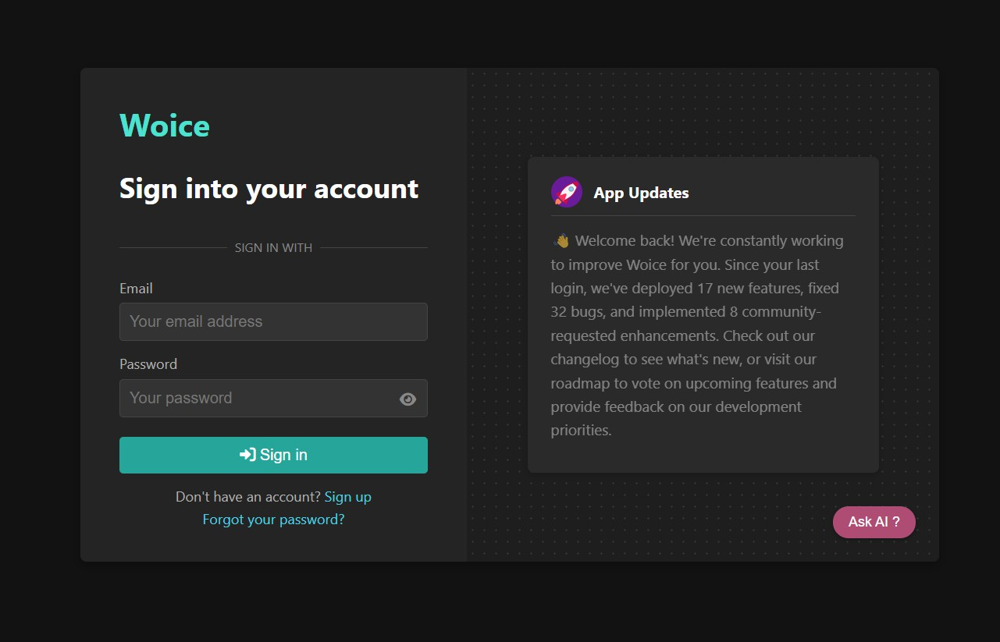 Woice
Sign into your account
SIGN IN WITH
Email
Your email address
Password
Your password
Sign in
Don't have an account? Sign up
Forgot your password?
App Updates
👋 Welcome back! We're constantly working
to improve Woice for you. Since your last
login, we've deployed 17 new features, fixed
32 bugs, and implemented 8 community-
requested enhancements. Check out our
changelog to see what's new, or visit our
roadmap to vote on upcoming features and
provide feedback on our development
priorities.
Ask AI ?